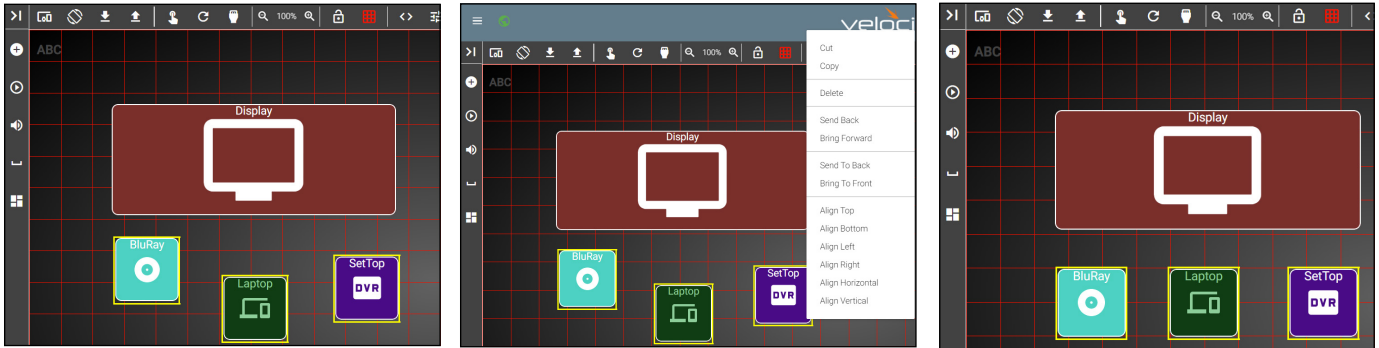 100%
ABC
Display
BluRay
Laptop
SetTop
DVR
veloci
100%
ABC
Display
BluRay
Laptop
SetTop
DVR
Cut
Copy
Delete
Send Back
Bring Forward
Send To Back
Bring To Front
Align Top
Align Bottom
Align Left
Align Right
Align Horizontal
Align Vertical
100%
ABC
Display
BluRay
Laptop
SetTop
DVR